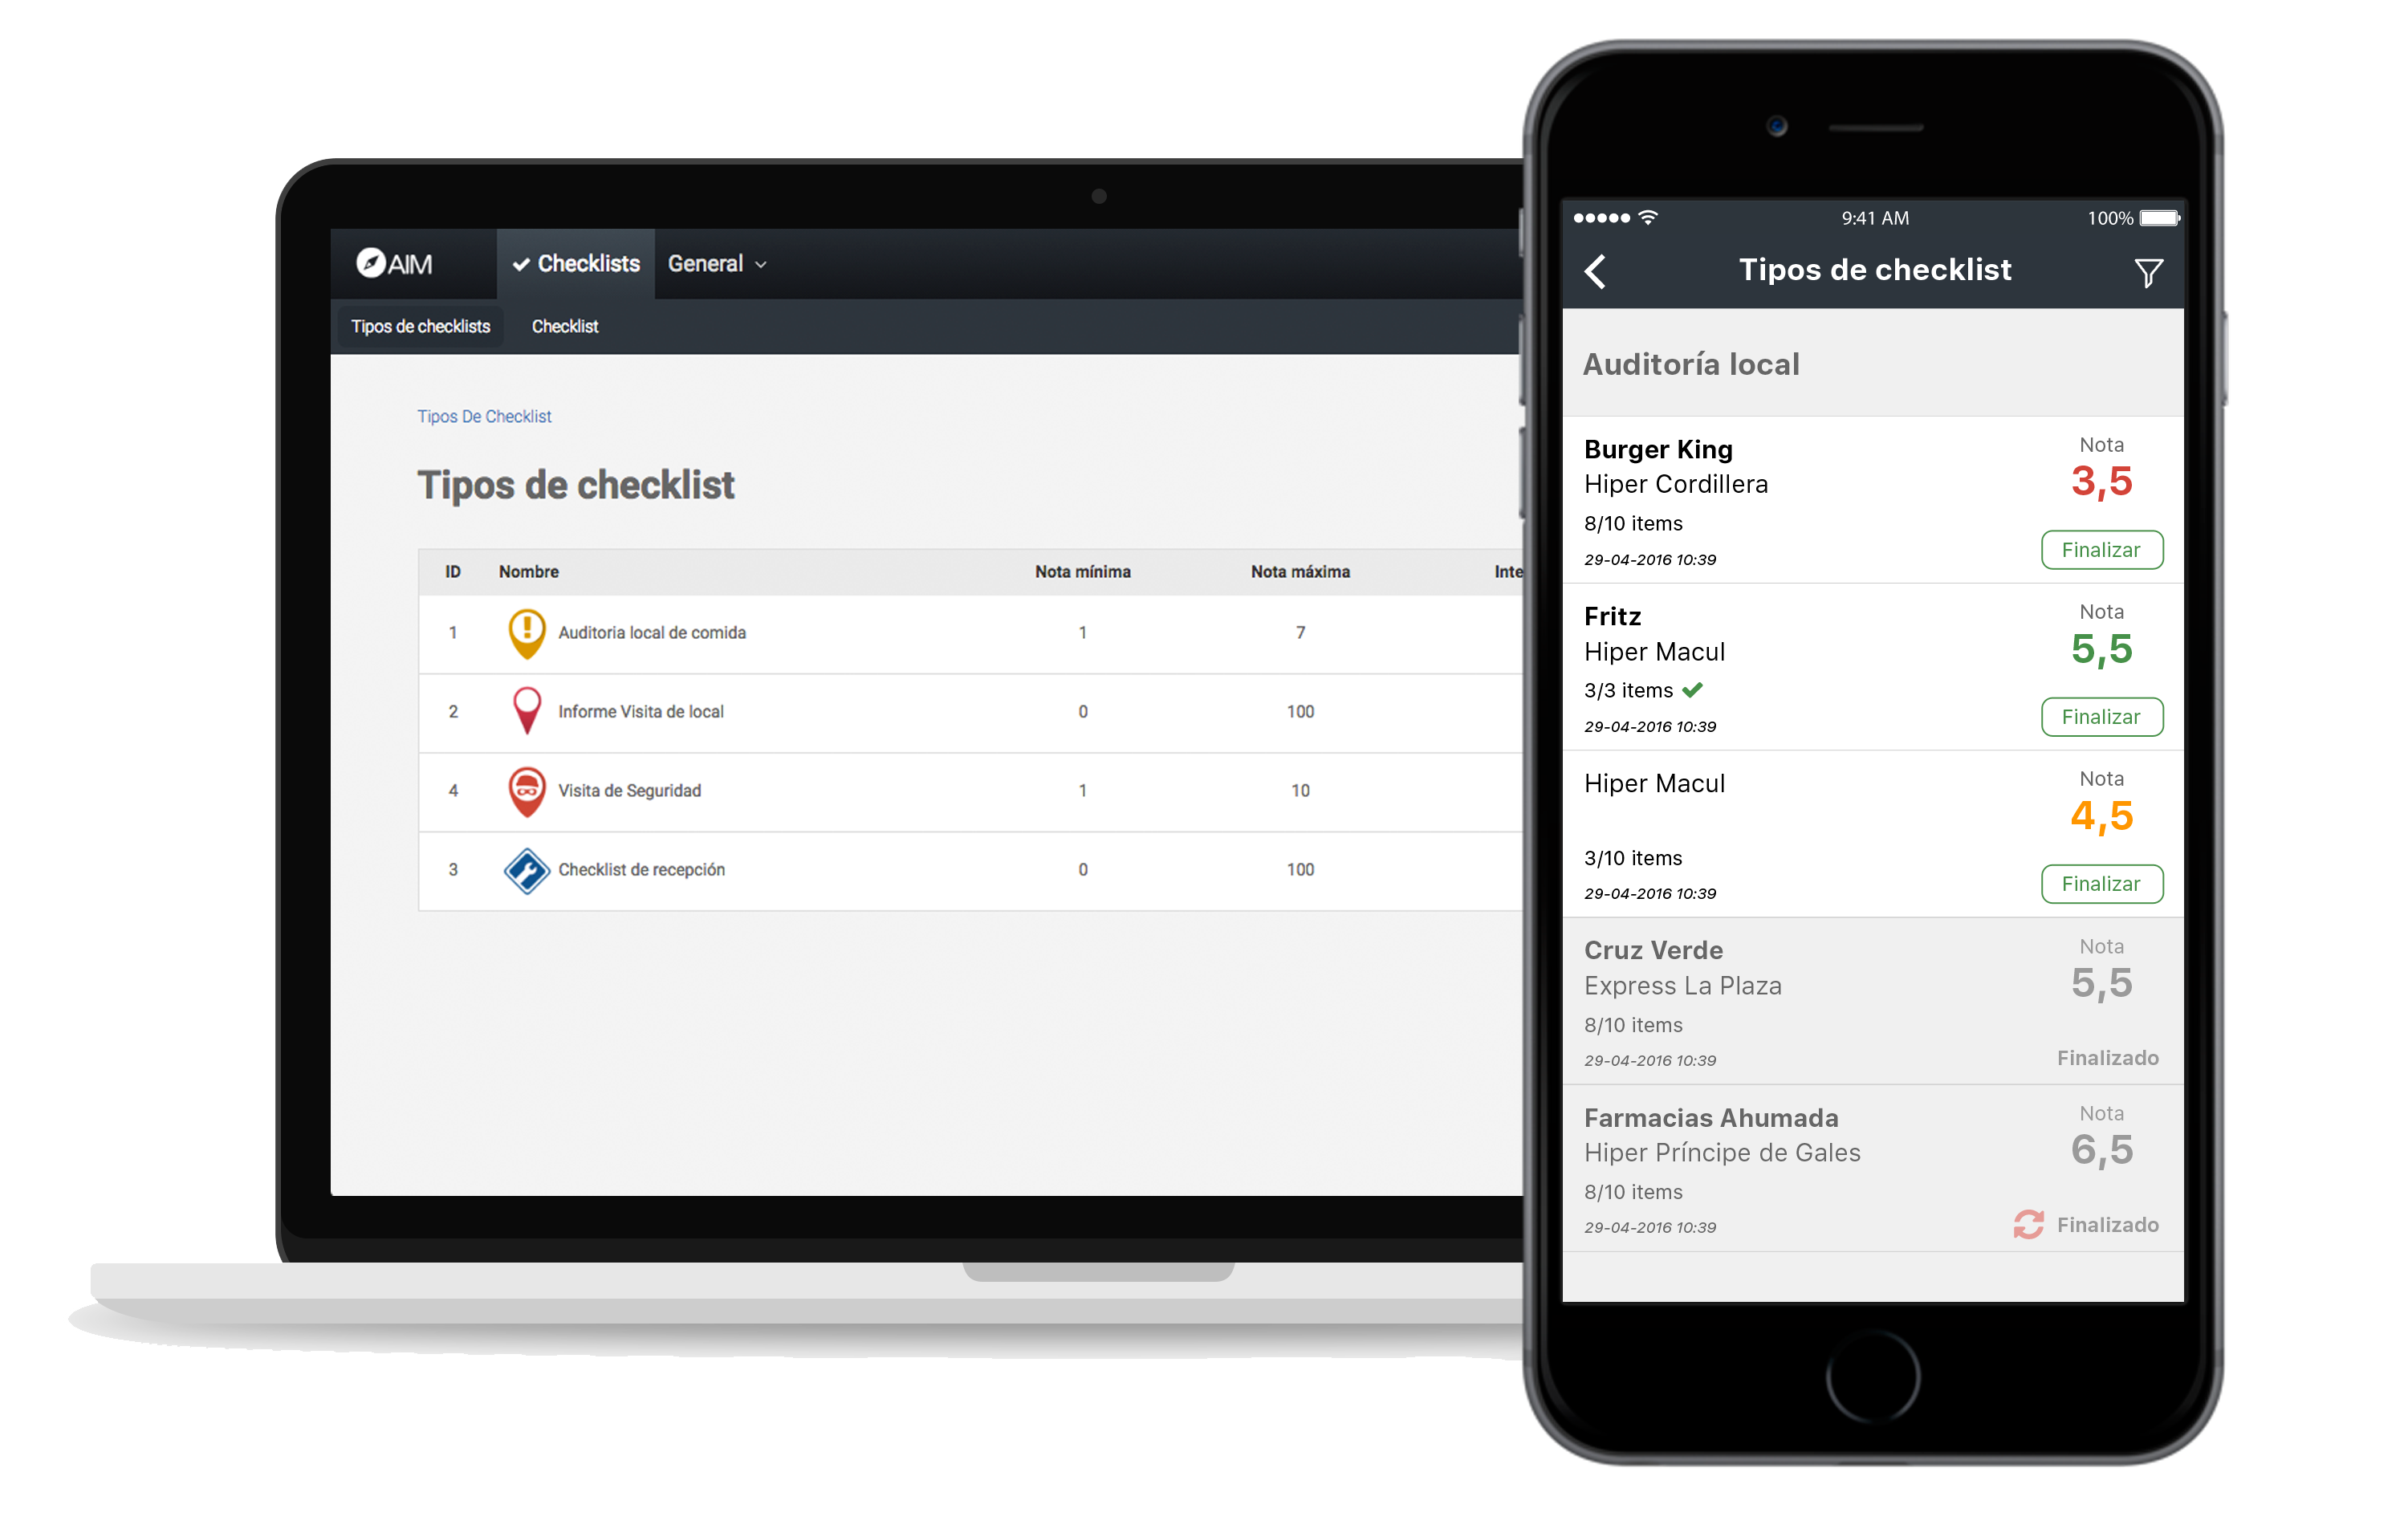 AIM
Checklists
General
Tipos de checklists
Checklist
Tipos De Checklist
Tipos de checklist
ID Nombre Nota mínima Nota máxima
1 Auditoria local de comida 1 7
2 Informe Visita de local 0 100
4 Visita de Seguridad 1 10
3 Checklist de recepción 0 100
9:41 AM 100%
Tipos de checklist
Auditoría local
Burger King
Hiper Cordillera
8/10 items
29-04-2016 10:39
Nota
3,5
Finalizar
Fritz
Hiper Macul
3/3 items
29-04-2016 10:39
Nota
5,5
Finalizar
Hiper Macul
3/10 items
29-04-2016 10:39
Nota
4,5
Finalizar
Cruz Verde
Express La Plaza
8/10 items
29-04-2016 10:39
Nota
5,5
Finalizado
Farmacias Ahumada
Hiper Príncipe de Gales
8/10 items
29-04-2016 10:39
Nota
6,5
Finalizado